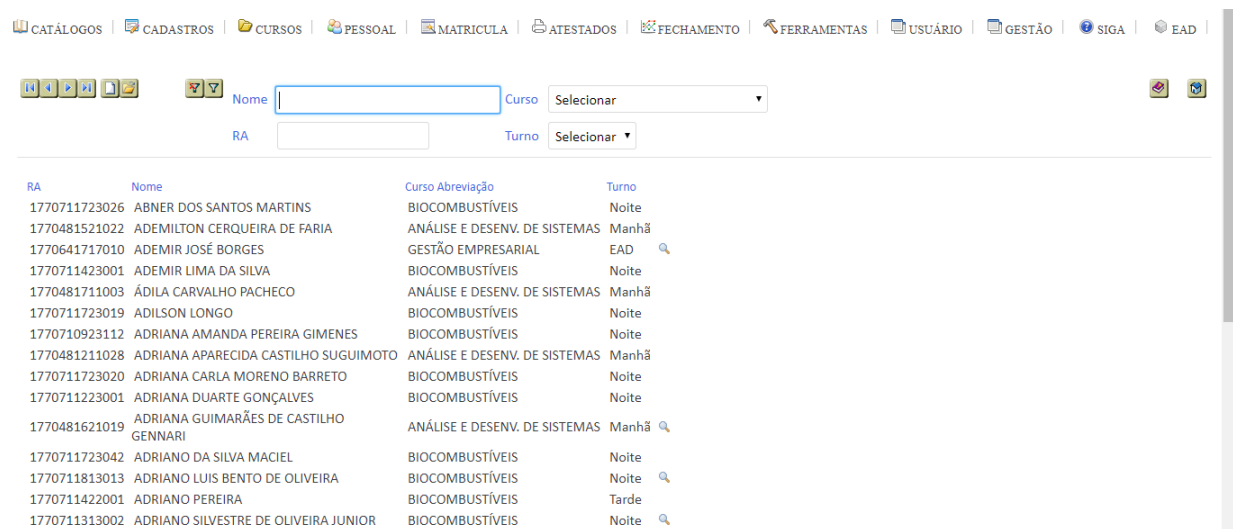 CATÁLOGOS | CADASTROS | CURSOS | PESSOAL | MATRICULA | ATESTADOS | FECHAMENTO | FERRAMENTAS | USUÁRIO | GESTÃO | SIGA | EAD |
Nome Curso Selecionar
RA Turno Selecionar
RA Nome Curso Abreviação Turno
1770711723026 ABNER DOS SANTOS MARTINS BIOCOMBUSTÍVEIS Noite
1770481521022 ADEMILTON CERQUEIRA DE FARIA ANÁLISE E DESENV. DE SISTEMAS Manhã
1770641717010 ADEMIR JOSÉ BORGES GESTÃO EMPRESARIAL EAD
1770711423001 ADEMIR LIMA DA SILVA BIOCOMBUSTÍVEIS Noite
1770481711003 ÁDILA CARVALHO PACHECO ANÁLISE E DESENV. DE SISTEMAS Manhã
1770711723019 ADILSON LONGO BIOCOMBUSTÍVEIS Noite
1770710923112 ADRIANA AMANDA PEREIRA GIMENES BIOCOMBUSTÍVEIS Noite
1770481211028 ADRIANA APARECIDA CASTILHO SUGUIMOTO ANÁLISE E DESENV. DE SISTEMAS Manhã
1770711723020 ADRIANA CARLA MORENO BARRETO BIOCOMBUSTÍVEIS Noite
1770711223001 ADRIANA DUARTE GONÇALVES BIOCOMBUSTÍVEIS Noite
1770481621019 ADRIANA GUIMARÃES DE CASTILHO ANÁLISE E DESENV. DE SISTEMAS Manhã
GENNARI
1770711723042 ADRIANO DA SILVA MACIEL BIOCOMBUSTÍVEIS Noite
1770711813013 ADRIANO LUIS BENTO DE OLIVEIRA BIOCOMBUSTÍVEIS Noite
1770711422001 ADRIANO PEREIRA BIOCOMBUSTÍVEIS Tarde
1770711313002 ADRIANO SILVESTRE DE OLIVEIRA JUNIOR BIOCOMBUSTÍVEIS Noite